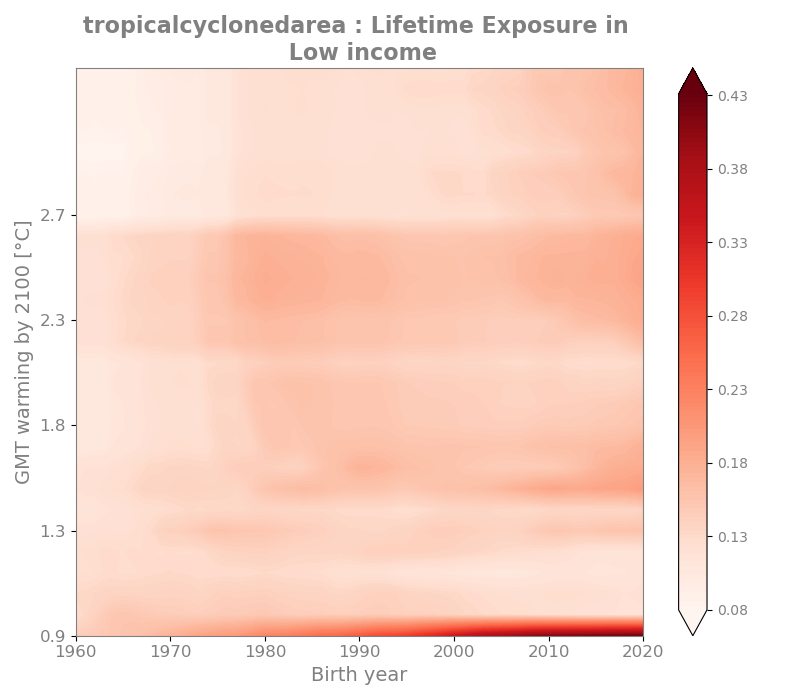 tropicalcyclonedarea : Lifetime Exposure in
Low income
GMT warming by 2100 [°C]
2.7
2.3
1.8
1.3
0.9
1960 1970 1980 1990 2000 2010 2020
Birth year
0.43
0.38
0.33
0.28
0.23
0.18
0.13
0.08